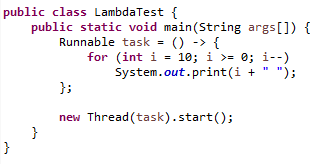 public class LambdaTest {
    public static void main(String args[]) {
        Runnable task = () -> {
            for (int i = 10; i >= 0; i--)
                System.out.print(i + " ");
        };

        new Thread(task).start();
    }
}